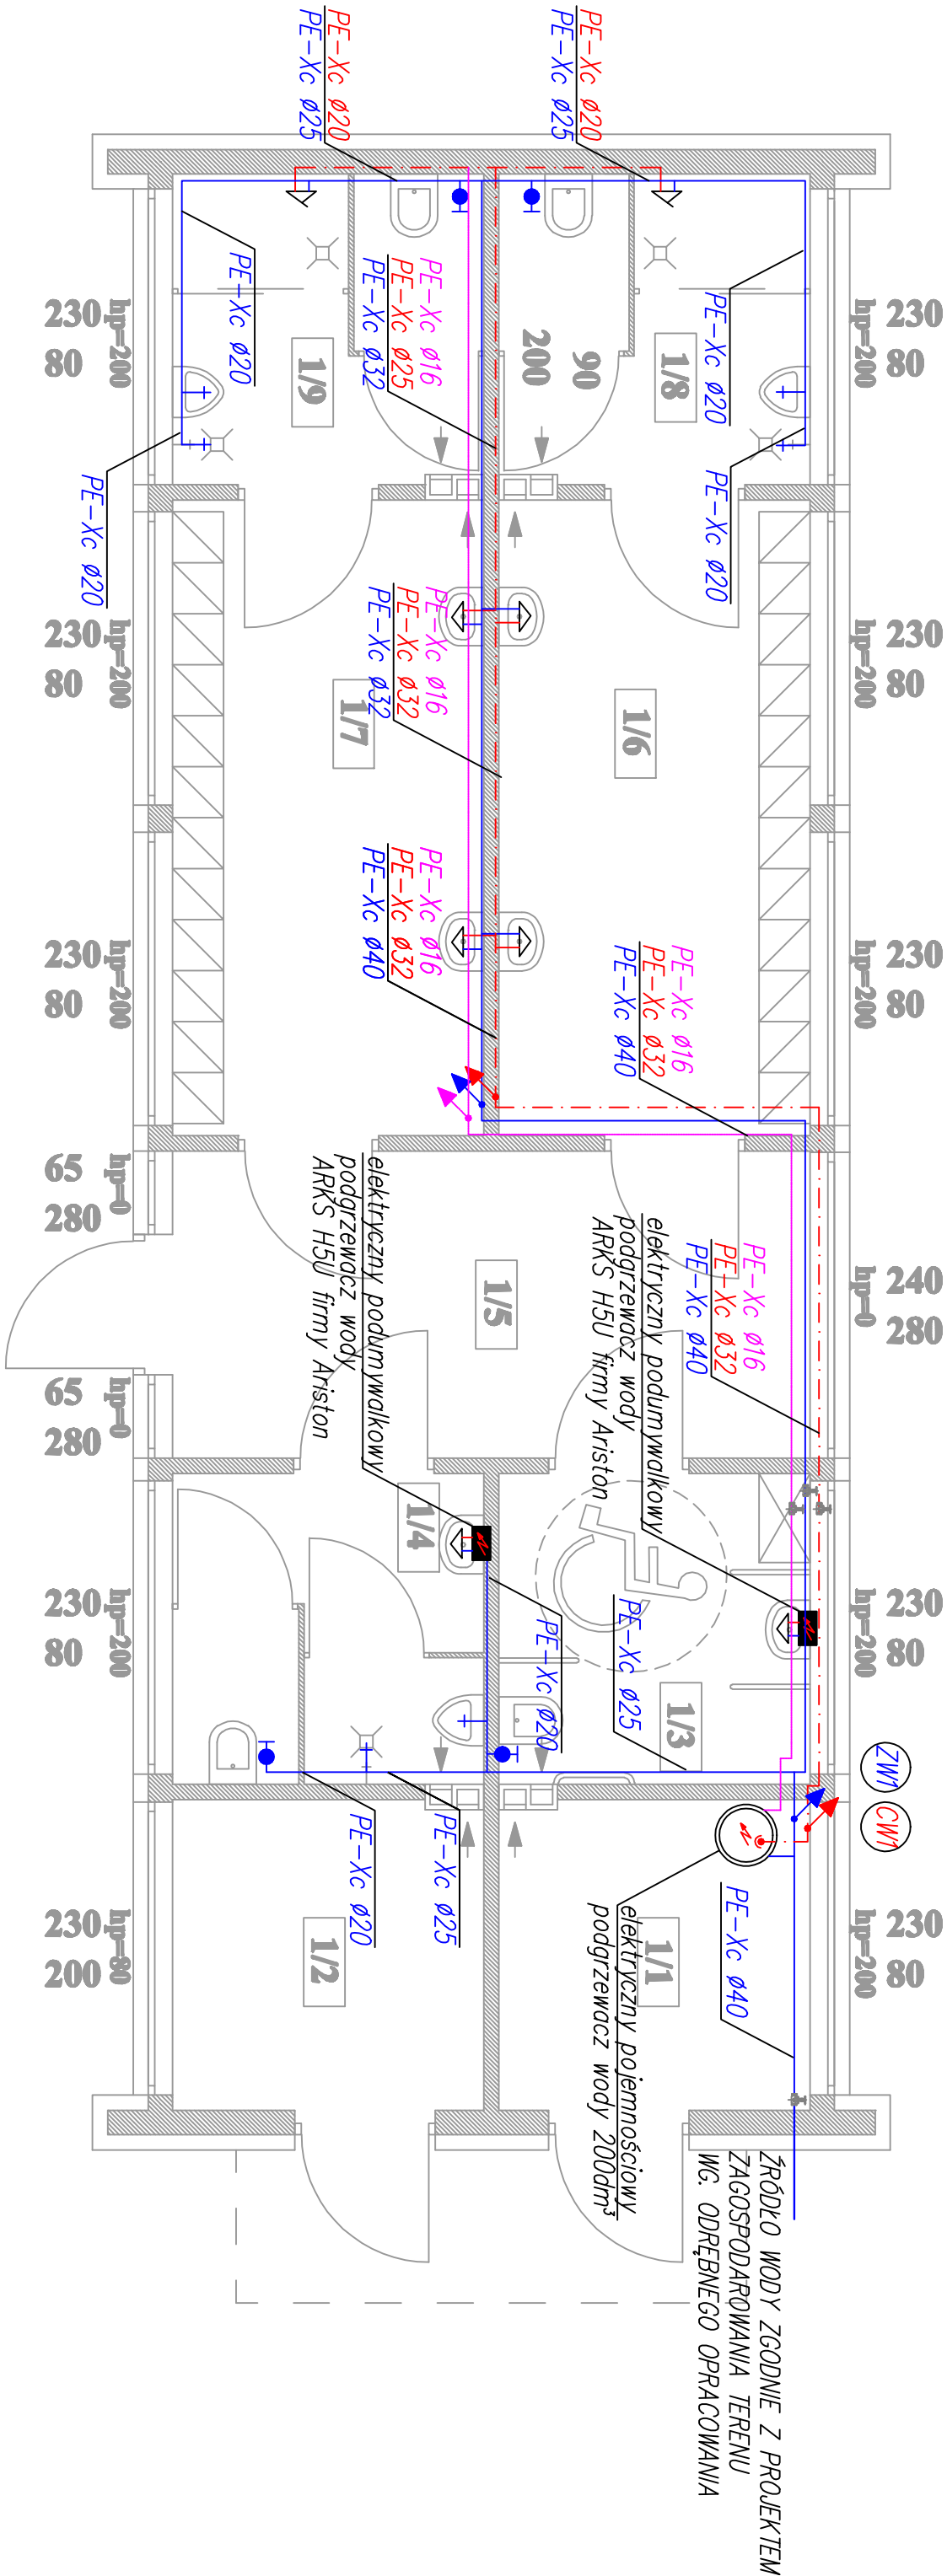 PE-Xc ø20
PE-Xc ø25
PE-Xc ø20
PE-Xc ø25
230
80
hp=200
230
80
hp=200
230
80
hp=200
65
280
hp=0
65
280
hp=0
230
80
hp=200
230
200
hp=80
230
80
hp=200
230
80
hp=200
230
80
hp=200
240
280
hp=0
230
80
hp=200
230
80
hp=200
PE-Xc ø20
PE-Xc ø20
PE-Xc ø20
PE-Xc ø20
PE-Xc ø16
PE-Xc ø25
PE-Xc ø32
90
200
1/9
1/8
PE-Xc ø16
PE-Xc ø32
PE-Xc ø32
1/7
1/6
PE-Xc ø16
PE-Xc ø32
PE-Xc ø40
PE-Xc ø16
PE-Xc ø32
PE-Xc ø40
elektryczny podumywalkowy
podgrzewacz wody
ARKS H5U firmy Ariston
1/5
elektryczny podumywalkowy
podgrzewacz wody
ARKS H5U firmy Ariston
PE-Xc ø16
PE-Xc ø32
PE-Xc ø40
1/4
PE-Xc ø20
PE-Xc ø25
1/3
ZW1
CW1
PE-Xc ø20
PE-Xc ø25
1/2
1/1
PE-Xc ø40
elektryczny pojemnościowy
podgrzewacz wody 200dm³
ŹRÓDŁO WODY ZGODNIE Z PROJEKTEM
ZAGOSPODAROWANIA TERENU
WG. ODRĘBNEGO OPRACOWANIA